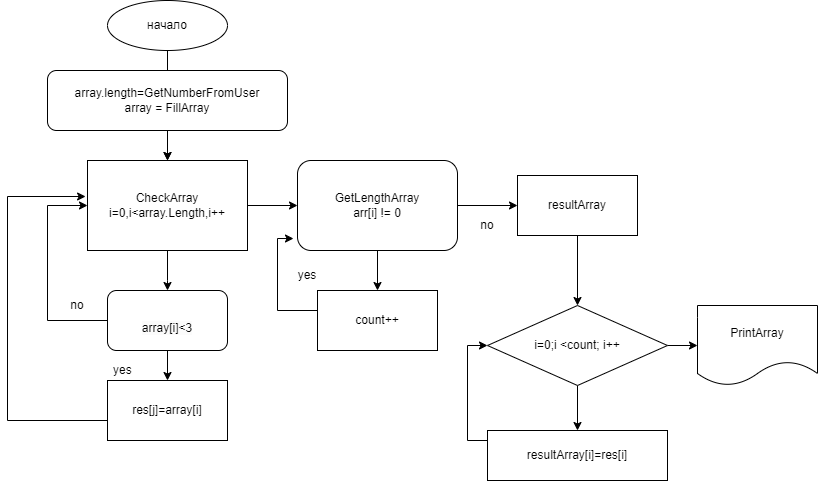 начало
array.length=GetNumberFromUser
array = FillArray
CheckArray
i=0,i<array.Length,i++
GetLengthArray
arr[i] != 0
resultArray
no
yes
no
array[i]<3
count++
i=0;i <count; i++
PrintArray
yes
res[j]=array[i]
resultArray[i]=res[i]